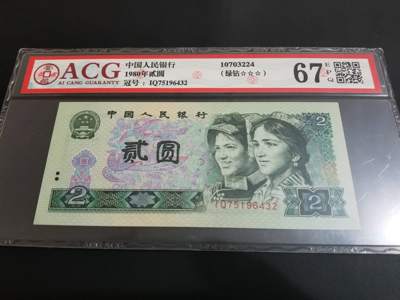 ACG
AI CANG GUARANTY
中国人民银行
1980年贰圆
冠号：IQ75196432
10703224
(绿钻☆☆☆)
67 EPQ
中国人民银行
贰圆
2
2
IQ75196432